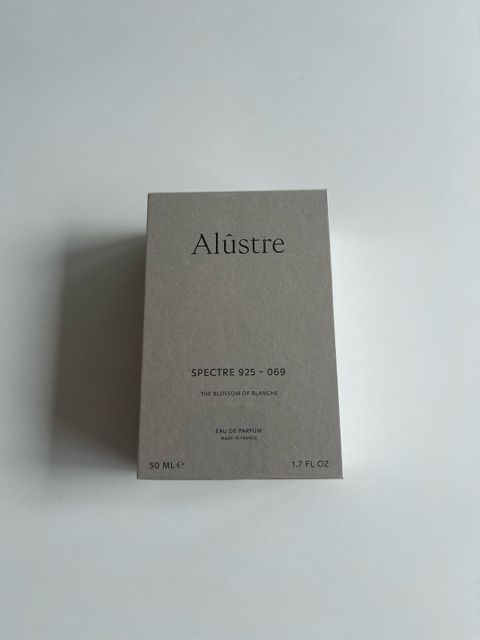 Alûstre
SPECTRE 925 - 069
THE BLOSSOM OF BLANCHE
EAU DE PARFUM
MADE IN FRANCE
50 ML ℮
1.7 FL OZ